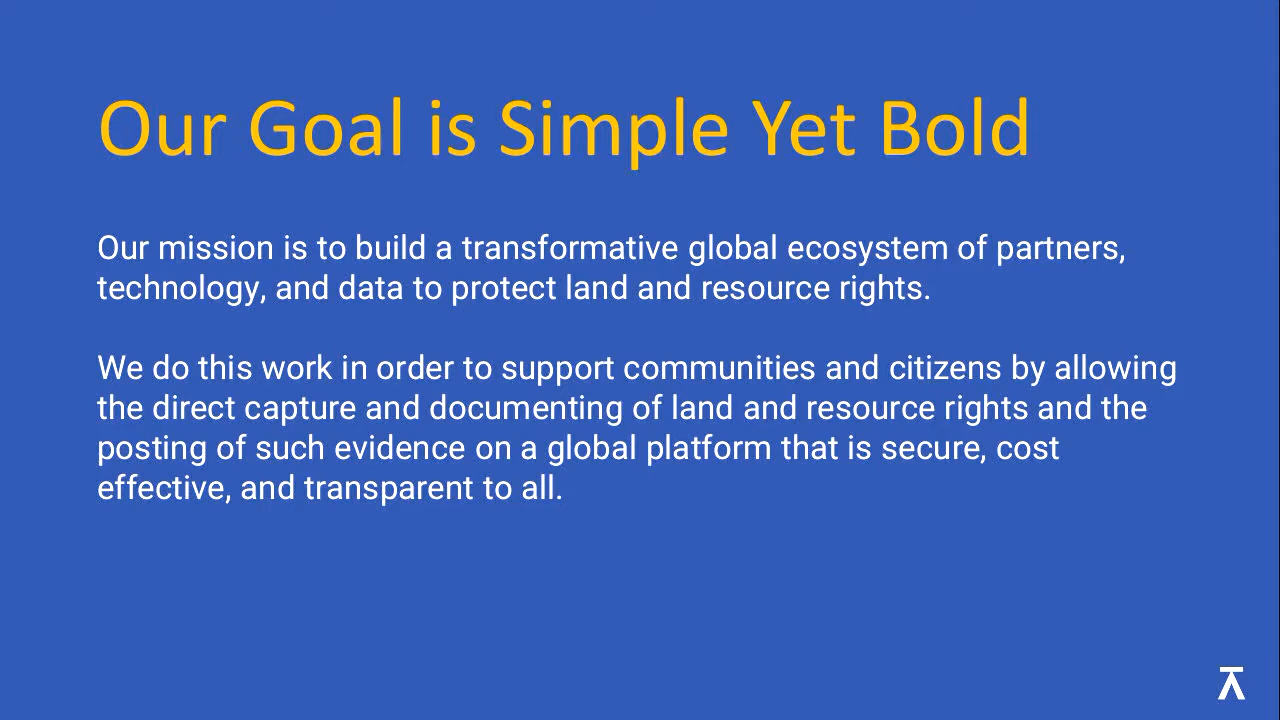 Our Goal is Simple Yet Bold
Our mission is to build a transformative global ecosystem of partners,
technology, and data to protect land and resource rights.
We do this work in order to support communities and citizens by allowing
the direct capture and documenting of land and resource rights and the
posting of such evidence on a global platform that is secure, cost
effective, and transparent to all.